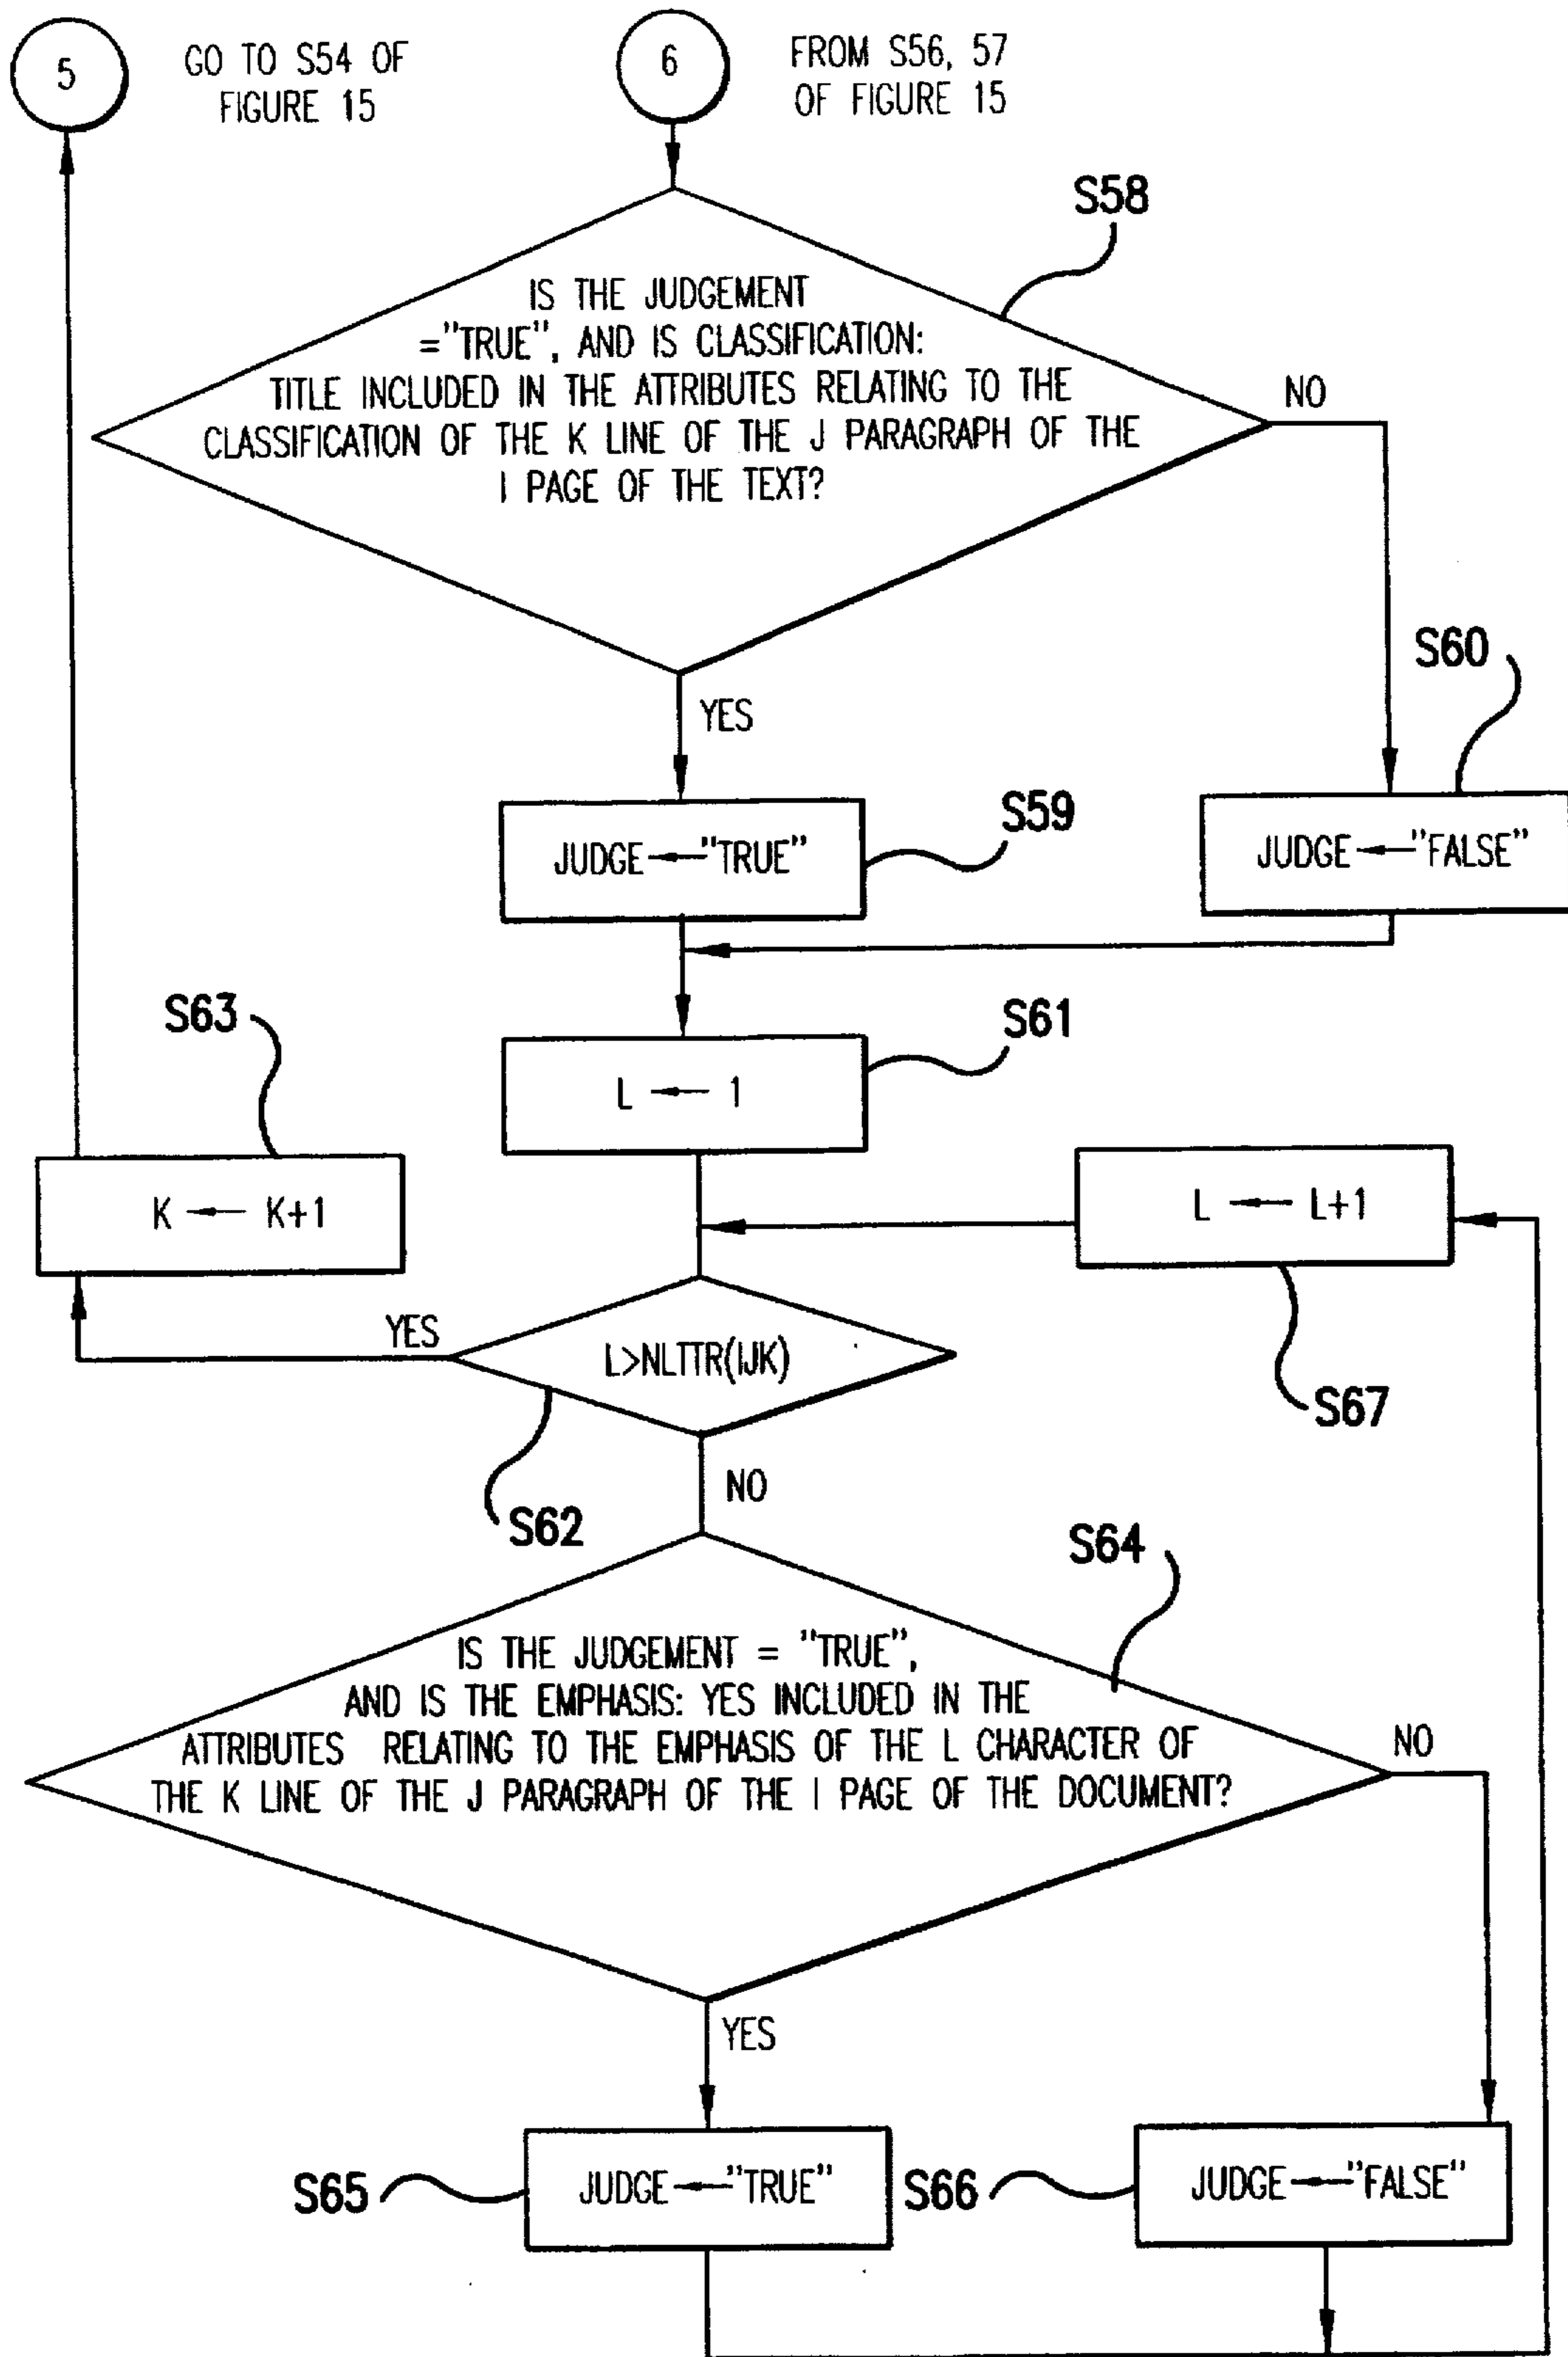 5
GO TO S54 OF
FIGURE 15
6
FROM S56, 57
OF FIGURE 15
S58
IS THE JUDGEMENT
="TRUE", AND IS CLASSIFICATION:
TITLE INCLUDED IN THE ATTRIBUTES RELATING TO THE
CLASSIFICATION OF THE K LINE OF THE J PARAGRAPH OF THE
I PAGE OF THE TEXT?
NO
YES
S60
JUDGE ← "TRUE"
S59
JUDGE ← "FALSE"
S63
S61
L ← 1
K ← K+1
L ← L+1
YES
L>NLTTR(IJK)
S67
NO
S62
S64
IS THE JUDGEMENT = "TRUE",
AND IS THE EMPHASIS: YES INCLUDED IN THE
ATTRIBUTES RELATING TO THE EMPHASIS OF THE L CHARACTER OF
THE K LINE OF THE J PARAGRAPH OF THE I PAGE OF THE DOCUMENT?
NO
YES
S65
JUDGE ← "TRUE"
S66
JUDGE ← "FALSE"